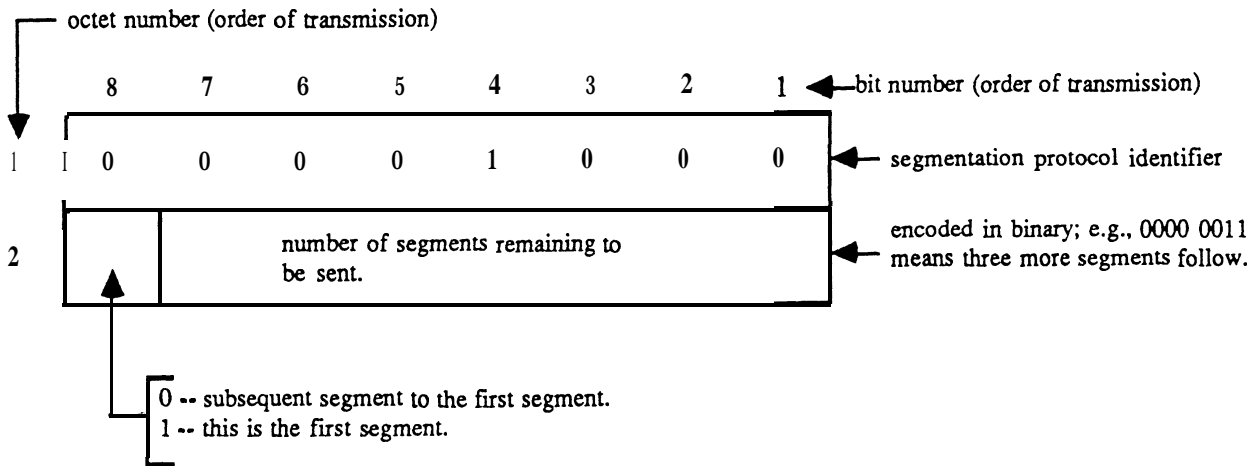 octet number (order of transmission)
8 7 6 5 4 3 2 1 bit number (order of transmission)
1 0 0 0 0 1 0 0 0 segmentation protocol identifier
2 number of segments remaining to
be sent.
encoded in binary; e.g., 0000 0011
means three more segments follow.
0 -- subsequent segment to the first segment.
1 -- this is the first segment.